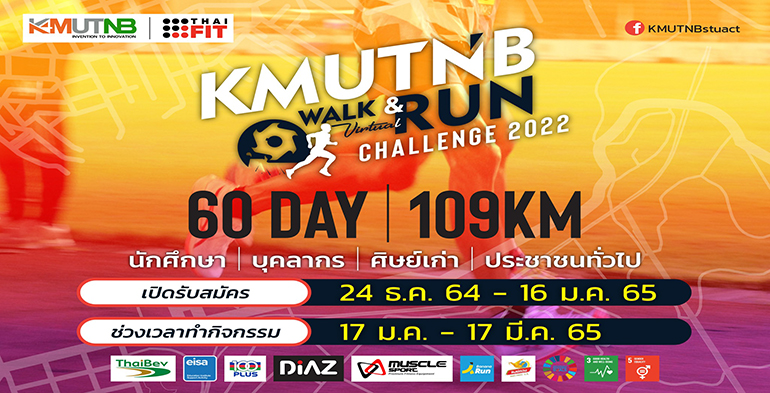 KMUTNB
INVENTION TO INNOVATION
THAI
FIT
KMUTNBstuact
KMUTNB
WALK & RUN
Virtual
CHALLENGE 2022
60 DAY | 109KM
นักศึกษา | บุคลากร | ศิษย์เก่า | ประชาชนทั่วไป
เปิดรับสมัคร 24 ธ.ค. 64 – 16 ม.ค. 65
ช่วงเวลาทำกิจกรรม 17 ม.ค. – 17 มี.ค. 65
ThaiBev eisa 100 PLUS DiAZ MUSCLE SPORT Run 3 5